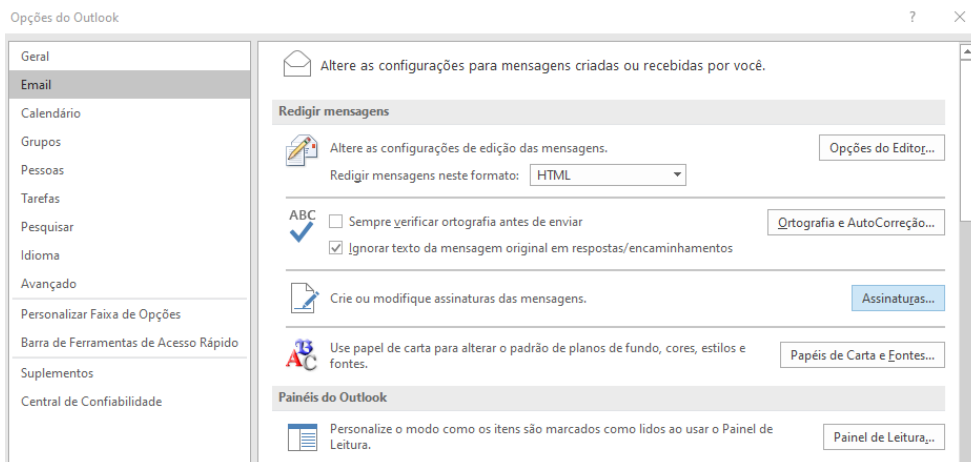 Opções do Outlook
?
Geral
Email
Calendário
Grupos
Pessoas
Tarefas
Pesquisar
Idioma
Avançado
Personalizar Faixa de Opções
Barra de Ferramentas de Acesso Rápido
Suplementos
Central de Confiabilidade
Altere as configurações para mensagens criadas ou recebidas por você.
Redigir mensagens
Altere as configurações de edição das mensagens.
Opções do Editor...
Redigir mensagens neste formato: HTML
ABC
Sempre verificar ortografia antes de enviar
Ortografia e AutoCorreção...
Ignorar texto da mensagem original em respostas/encaminhamentos
Crie ou modifique assinaturas das mensagens.
Assinaturas...
Use papel de carta para alterar o padrão de planos de fundo, cores, estilos e
fontes.
Papéis de Carta e Fontes...
Painéis do Outlook
Personalize o modo como os itens são marcados como lidos ao usar o Painel de
Leitura.
Painel de Leitura...